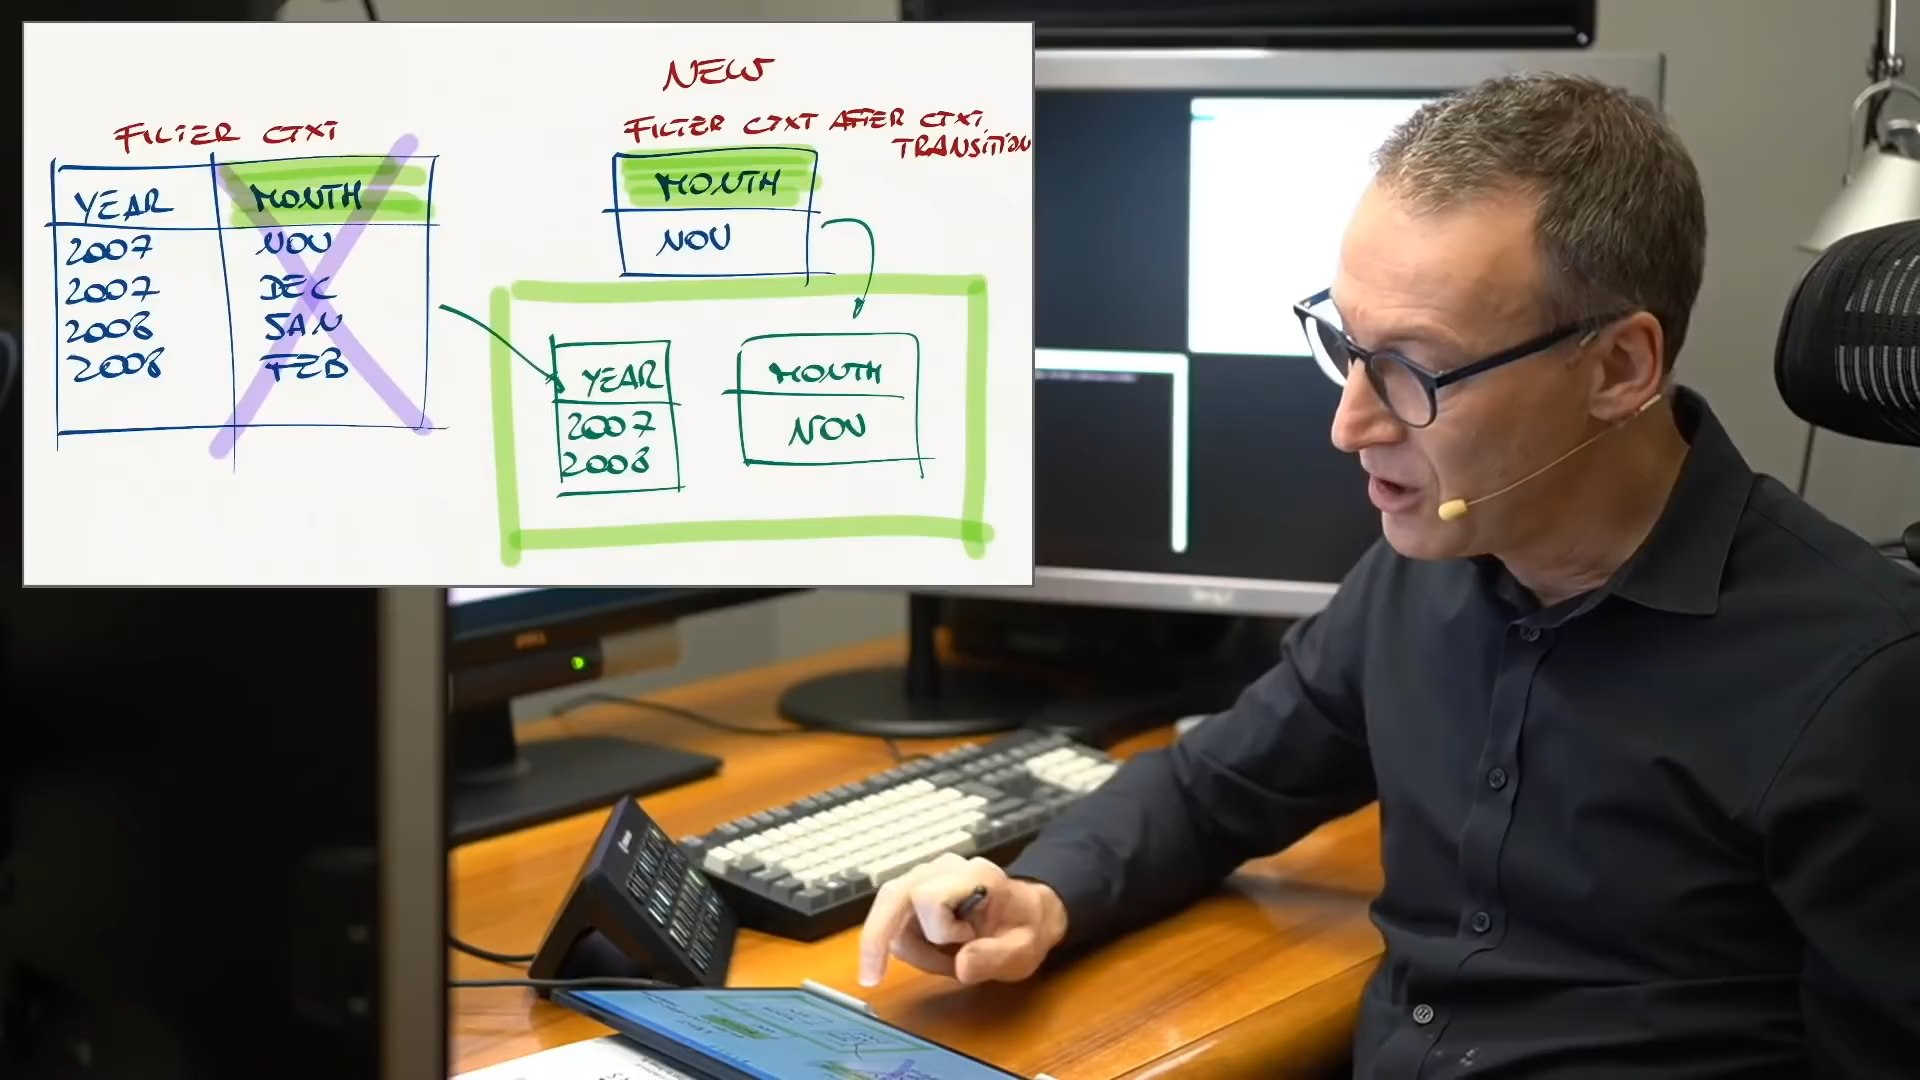 FILTER CTXT
YEAR MONTH
2007 NOV
2007 DEC
2008 JAN
2008 FEB
NEW
FILTER CTXT AFTER CTXT
TRANSITION
MONTH
NOV
YEAR
2007
2008
MONTH
NOV
DELL